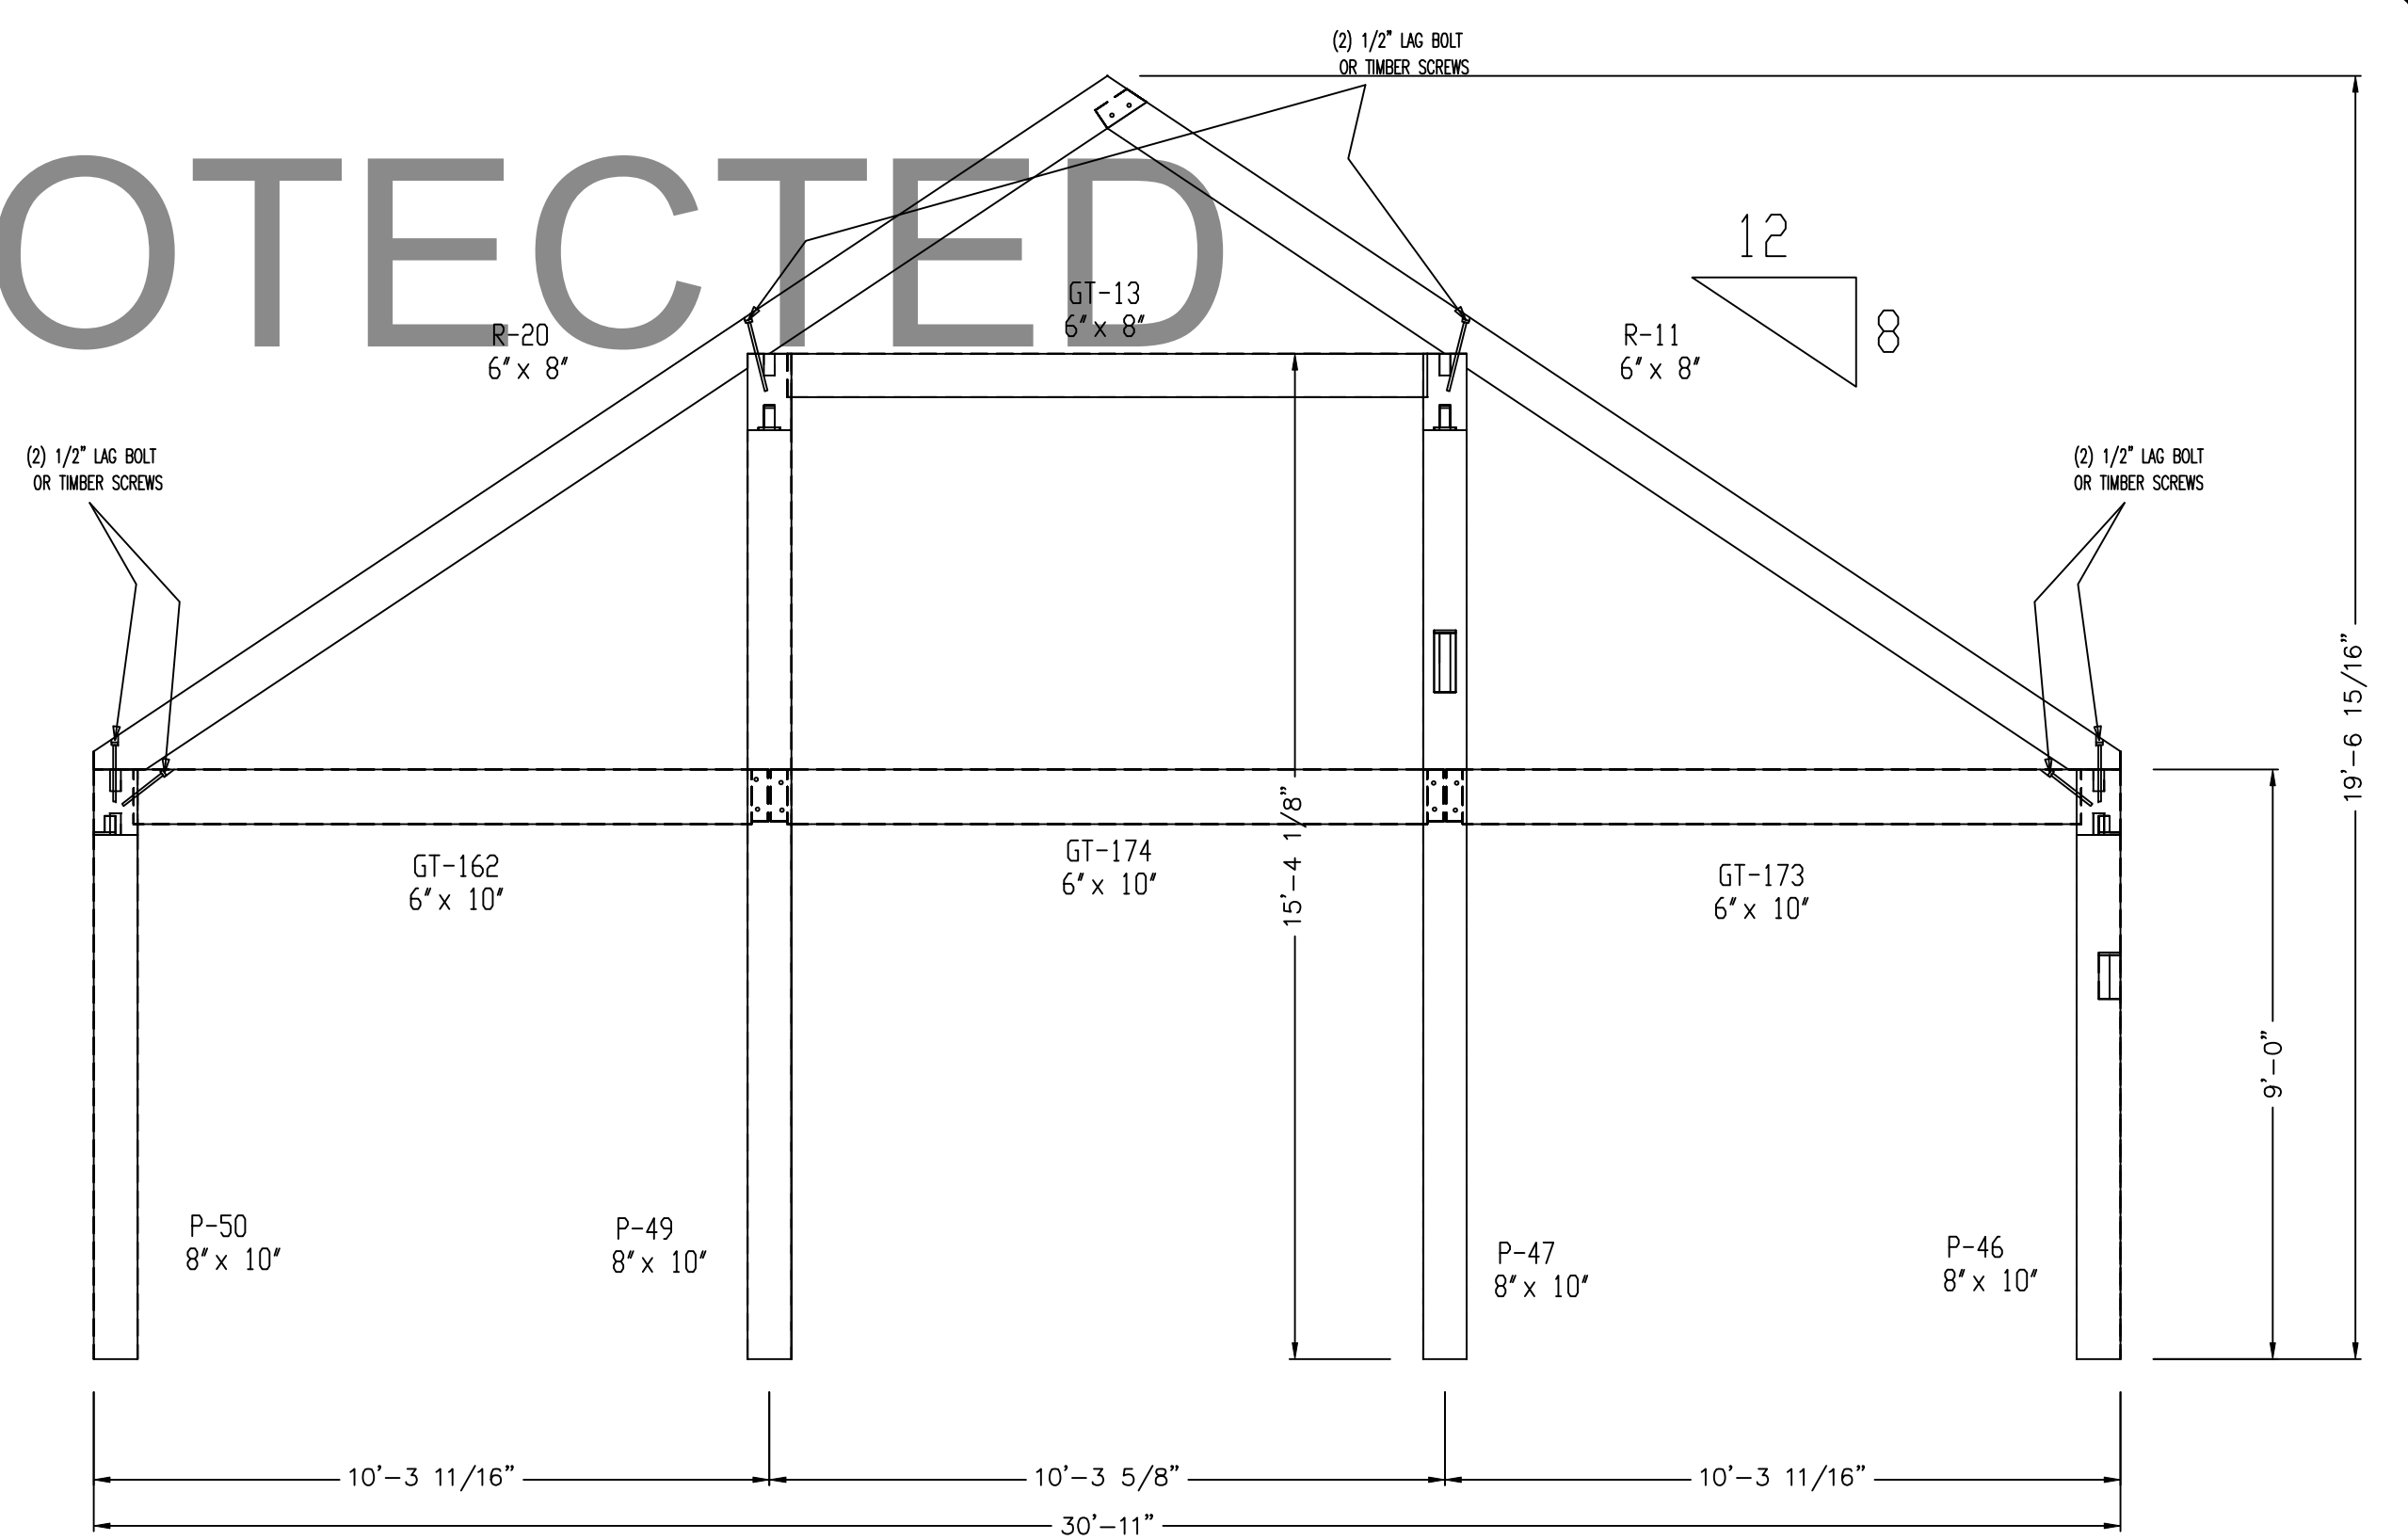 (2) 1/2" LAG BOLT
OR TIMBER SCREWS
OTECTED
12
8
GT-13
6" x 8"
R-20
6" x 8"
R-11
6" x 8"
(2) 1/2" LAG BOLT
OR TIMBER SCREWS
(2) 1/2" LAG BOLT
OR TIMBER SCREWS
19'-6 15/16"
15'-4 1/8"
GT-162
6" x 10"
GT-174
6" x 10"
GT-173
6" x 10"
9'-0"
P-50
8" x 10"
P-49
8" x 10"
P-47
8" x 10"
P-46
8" x 10"
10'-3 11/16"
10'-3 5/8"
10'-3 11/16"
30'-11"